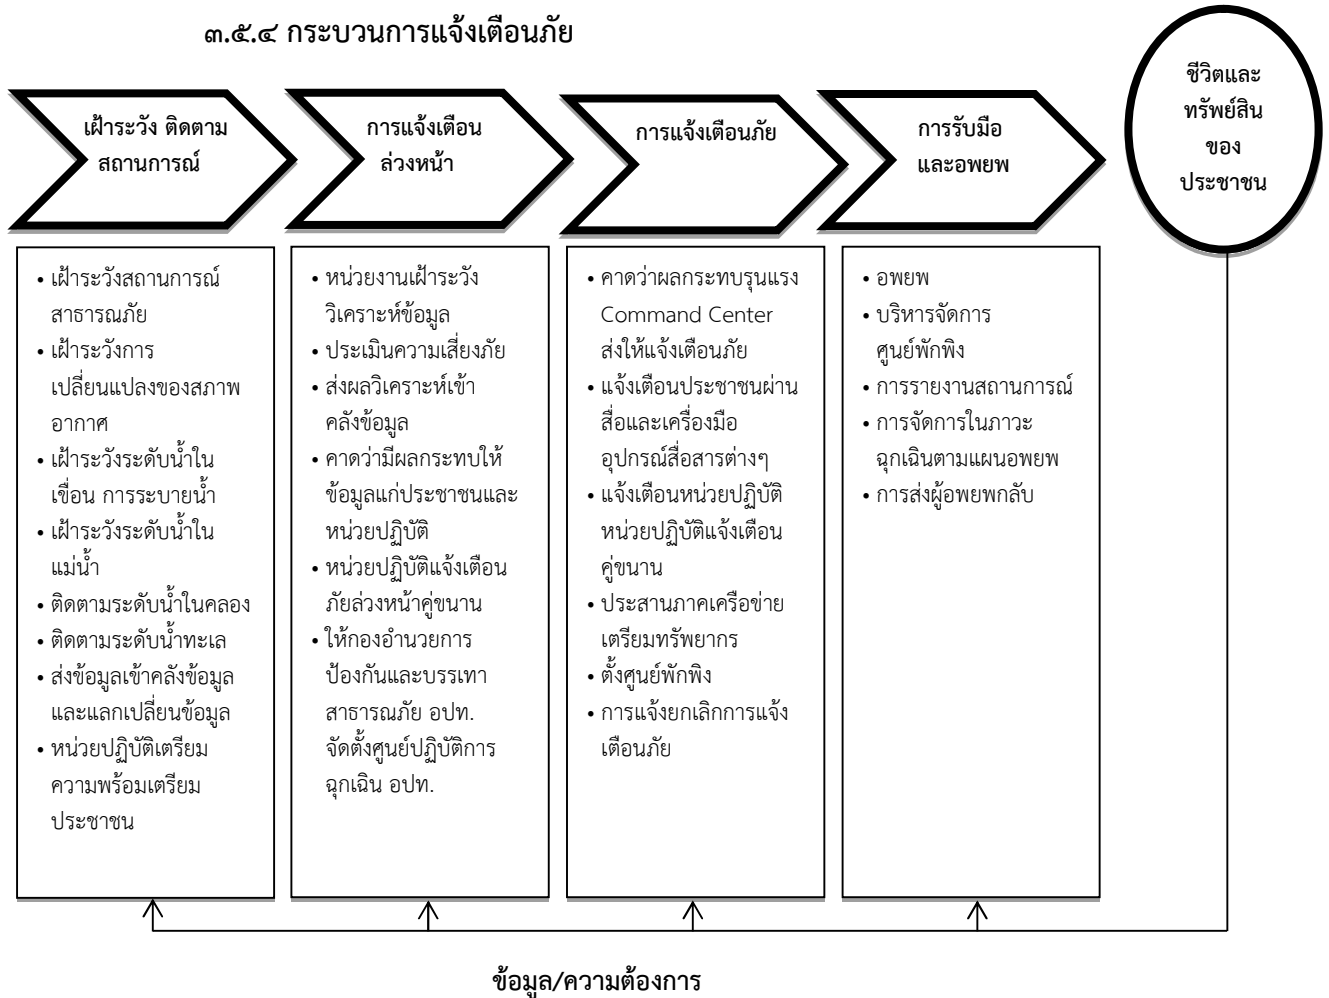 ๓.๕.๔ กระบวนการแจ้งเตือนภัย
เฝ้าระวัง ติดตาม
สถานการณ์
การแจ้งเตือน
ล่วงหน้า
การแจ้งเตือนภัย
การรับมือ
และอพยพ
ชีวิตและ
ทรัพย์สิน
ของ
ประชาชน
• เฝ้าระวังสถานการณ์
สาธารณภัย
• เฝ้าระวังการ
เปลี่ยนแปลงของสภาพ
อากาศ
• เฝ้าระวังระดับน้ำใน
เขื่อน การระบายน้ำ
• เฝ้าระวังระดับน้ำใน
แม่น้ำ
• ติดตามระดับน้ำในคลอง
• ติดตามระดับน้ำทะเล
• ส่งข้อมูลเข้าคลังข้อมูล
และแลกเปลี่ยนข้อมูล
• หน่วยปฏิบัติเตรียม
ความพร้อมเตรียม
ประชาชน
• หน่วยงานเฝ้าระวัง
วิเคราะห์ข้อมูล
• ประเมินความเสี่ยงภัย
• ส่งผลวิเคราะห์เข้า
คลังข้อมูล
• คาดว่ามีผลกระทบให้
ข้อมูลแก่ประชาชนและ
หน่วยปฏิบัติ
• หน่วยปฏิบัติแจ้งเตือน
ภัยล่วงหน้าคู่ขนาน
• ให้กองอำนวยการ
ป้องกันและบรรเทา
สาธารณภัย อปท.
จัดตั้งศูนย์ปฏิบัติการ
ฉุกเฉิน อปท.
• คาดว่าผลกระทบรุนแรง
Command Center
ส่งให้แจ้งเตือนภัย
• แจ้งเตือนประชาชนผ่าน
สื่อและเครื่องมือ
อุปกรณ์สื่อสารต่างๆ
• แจ้งเตือนหน่วยปฏิบัติ
หน่วยปฏิบัติแจ้งเตือน
คู่ขนาน
• ประสานภาคเครือข่าย
เตรียมทรัพยากร
• ตั้งศูนย์พักพิง
• การแจ้งยกเลิกการแจ้ง
เตือนภัย
• อพยพ
• บริหารจัดการ
ศูนย์พักพิง
• การรายงานสถานการณ์
• การจัดการในภาวะ
ฉุกเฉินตามแผนอพยพ
• การส่งผู้อพยพกลับ
ข้อมูล/ความต้องการ